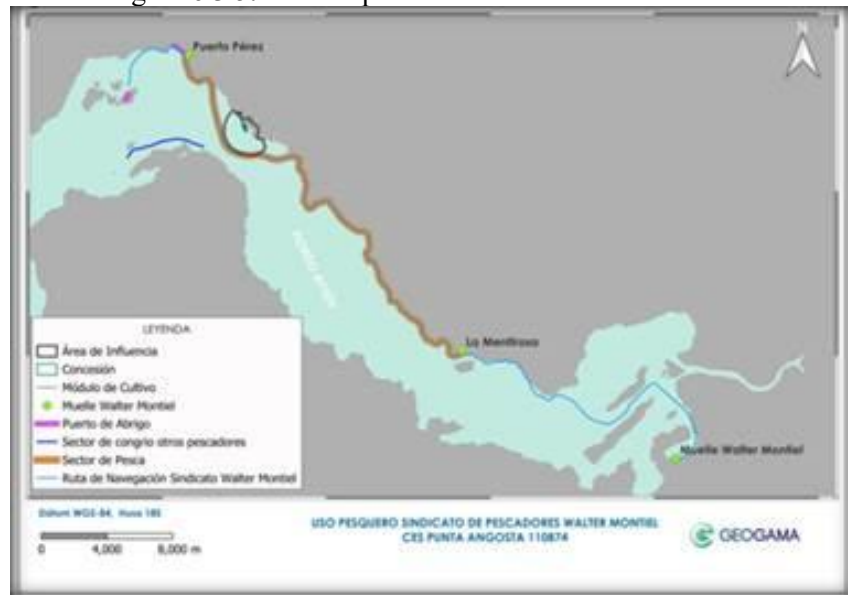 N
Puerto Pérez
La Mentirosa
Muelle Walter Montiel
LEYENDA
Área de Influencia
Concesión
Módulo de Cultivo
Muelle Walter Montiel
Puerto de Abrigo
Sector de congrio otros pescadores
Sector de Pesca
Ruta de Navegación Sindicato Walter Montiel
Datum WGS-84, Huso 18S
0 4,000 8,000 m
USO PESQUERO SINDICATO DE PESCADORES WALTER MONTIEL
CES PUNTA ANGOSTA 110874
GEOGAMA